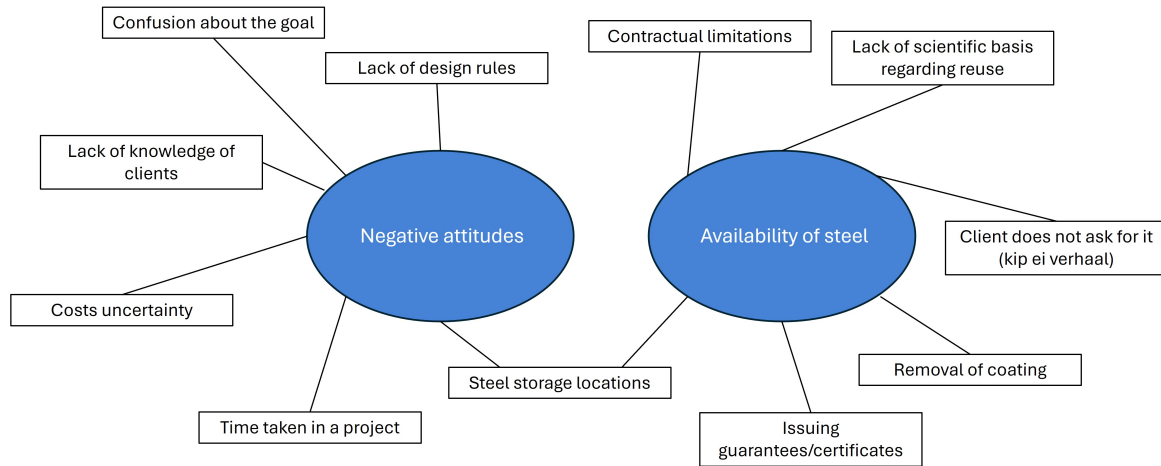 Confusion about the goal
Contractual limitations
Lack of scientific basis
regarding reuse
Lack of design rules
Lack of knowledge of
clients
Negative attitudes
Availability of steel
Client does not ask for it
(kip ei verhaal)
Costs uncertainty
Removal of coating
Steel storage locations
Time taken in a project
Issuing
guarantees/certificates